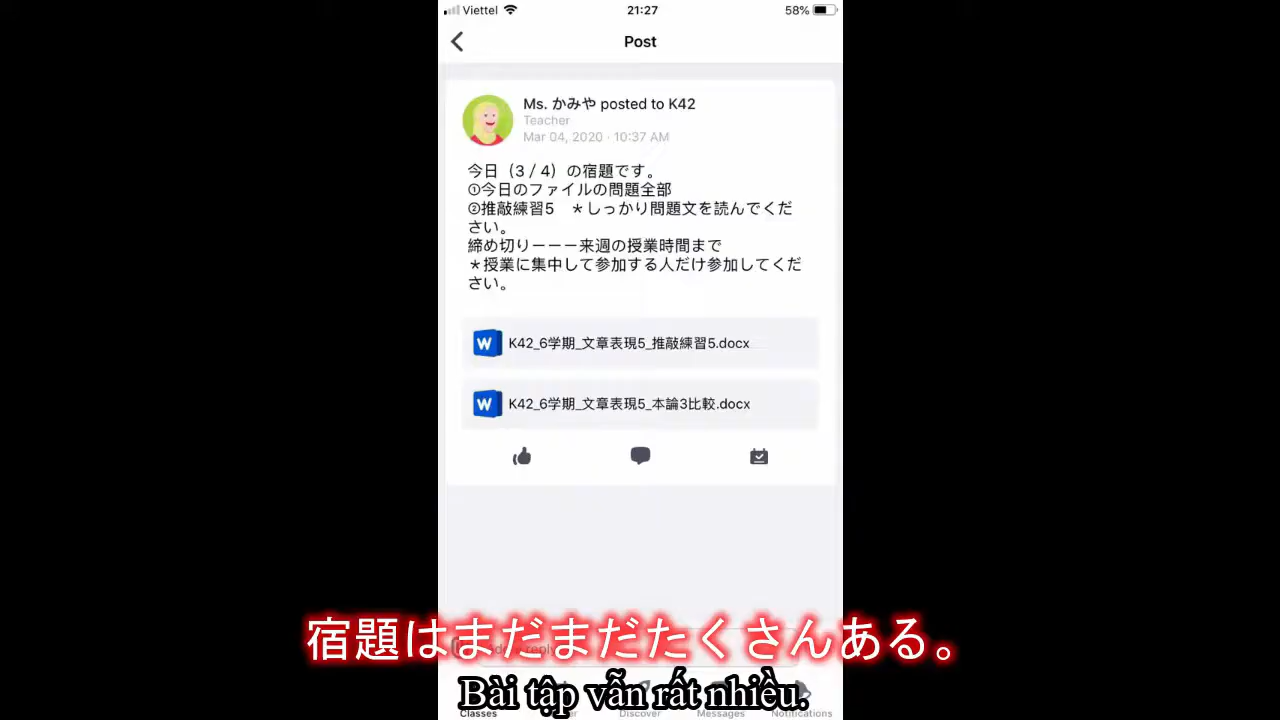 Viettel 21:27 58%
Post
Ms. かみや posted to K42
Teacher
Mar 04, 2020 · 10:37 AM
今日（3 / 4）の宿題です。
①今日のファイルの問題全部
②推敲練習5　＊しっかり問題文を読んでくだ
さい。
締め切りーーー来週の授業時間まで
＊授業に集中して参加する人だけ参加してくだ
さい。
K42_6学期_文章表現5_推敲練習5.docx
K42_6学期_文章表現5_本論3比較.docx
宿題はまだまだたくさんある。
reply
Bài tập vẫn rất nhiều.
Classes Discover Messages Notifications